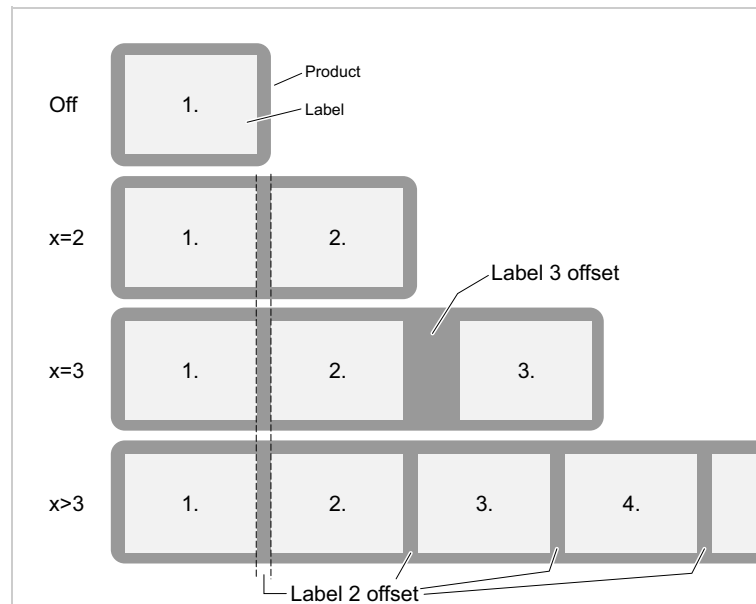 Off
1.
Product
Label
x=2
1.
2.
Label 3 offset
x=3
1.
2.
3.
x>3
1.
2.
3.
4.
Label 2 offset